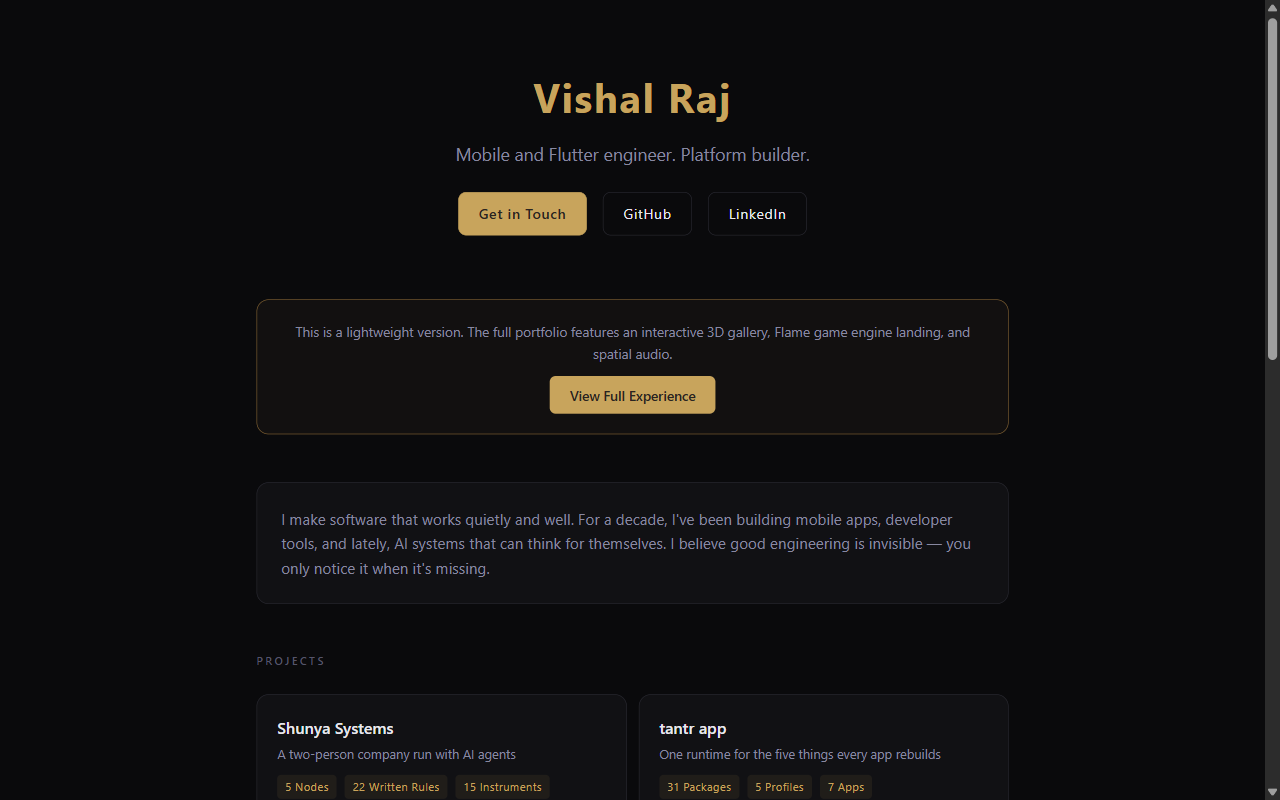 Vishal Raj
Mobile and Flutter engineer. Platform builder.
Get in Touch
GitHub
LinkedIn
This is a lightweight version. The full portfolio features an interactive 3D gallery, Flame game engine landing, and
spatial audio.
View Full Experience
I make software that works quietly and well. For a decade, I've been building mobile apps, developer
tools, and lately, AI systems that can think for themselves. I believe good engineering is invisible — you
only notice it when it's missing.
PROJECTS
Shunya Systems
A two-person company run with AI agents
5 Nodes
22 Written Rules
15 Instruments
tantr app
One runtime for the five things every app rebuilds
31 Packages
5 Profiles
7 Apps